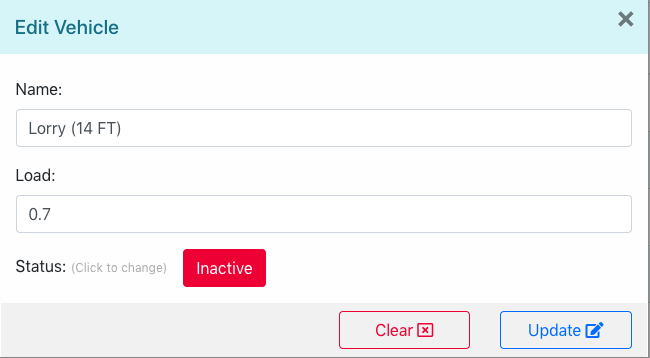 Edit Vehicle
Name:
Lorry (14 FT)
Load:
0.7
Status: (Click to change) Inactive
Clear Update